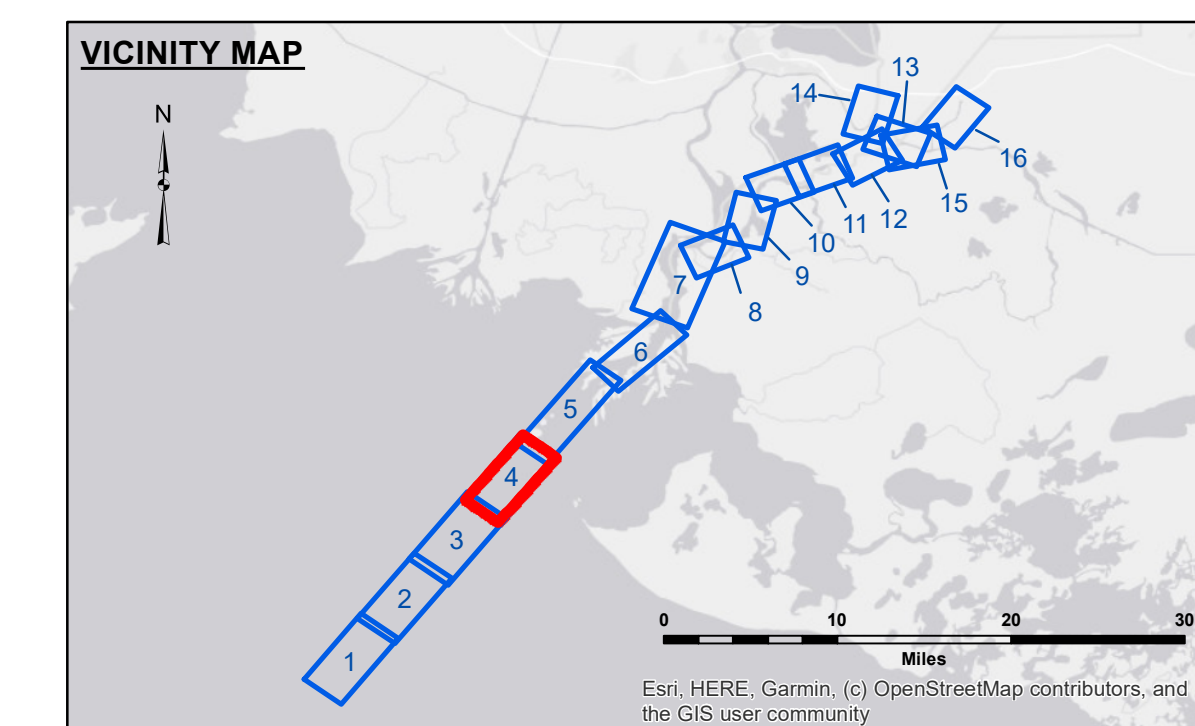 VICINITY MAP
N
13
14
16
15
12
11
10
9
8
7
6
5
4
3
2
1
0 10 20 30
Miles
Esri, HERE, Garmin, (c) OpenStreetMap contributors, and
the GIS user community